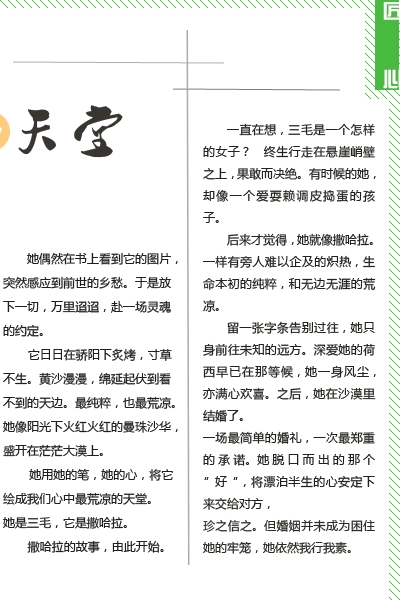 匠
心
天堂
她偶然在书上看到它的图片，
突然感应到前世的乡愁。于是放
下一切，万里迢迢，赴一场灵魂
的约定。
它日日在骄阳下炙烤，寸草
不生。黄沙漫漫，绵延起伏到看
不到的天边。最纯粹，也最荒凉。
她像阳光下火红火红的曼珠沙华，
盛开在茫茫大漠上。
她用她的笔，她的心，将它
绘成我们心中最荒凉的天堂。
她是三毛，它是撒哈拉。
撒哈拉的故事，由此开始。
一直在想，三毛是一个怎样
的女子？ 终生行走在悬崖峭壁
之上，果敢而决绝。有时候的她，
却像一个爱耍赖调皮捣蛋的孩
子。
后来才觉得，她就像撒哈拉。
一样有旁人难以企及的炽热，生
命本初的纯粹，和无边无涯的荒
凉。
留一张字条告别过往，她只
身前往未知的远方。深爱她的荷
西早已在那等候，她一身风尘，
亦满心欢喜。之后，她在沙漠里
结婚了。
一场最简单的婚礼，一次最郑重
的承诺。她脱口而出的那个
“好”，将漂泊半生的心安定下
来交给对方，
珍之信之。但婚姻并未成为困住
她的牢笼，她依然我行我素。